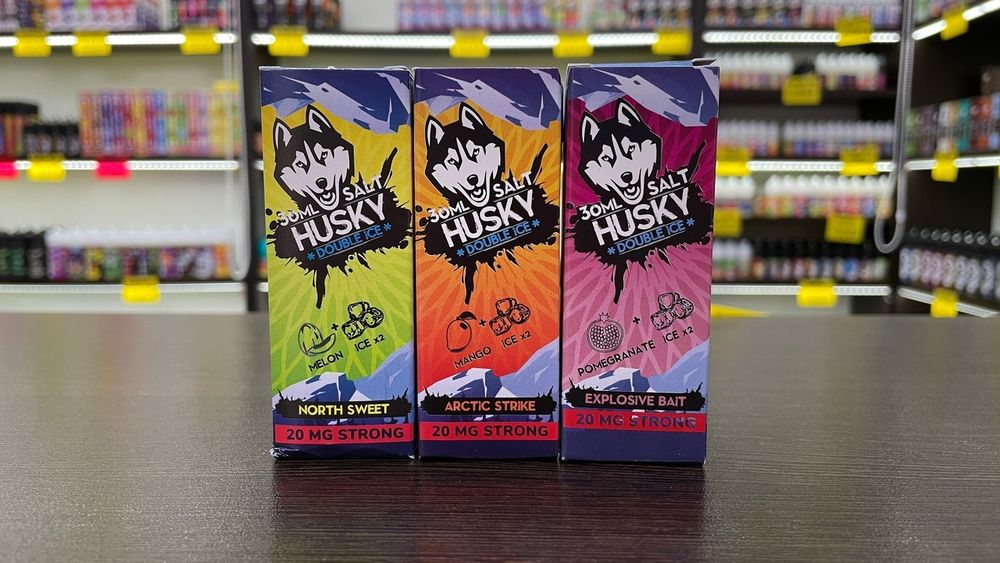 30ML SALT
HUSKY
*DOUBLE ICE*
MELON + ICE x2
NORTH SWEET
20 MG STRONG
30ML SALT
HUSKY
*DOUBLE ICE*
MANGO + ICE x2
ARCTIC STRIKE
20 MG STRONG
30ML SALT
HUSKY
*DOUBLE ICE*
POMEGRANATE + ICE x2
EXPLOSIVE BAIT
20 MG STRONG